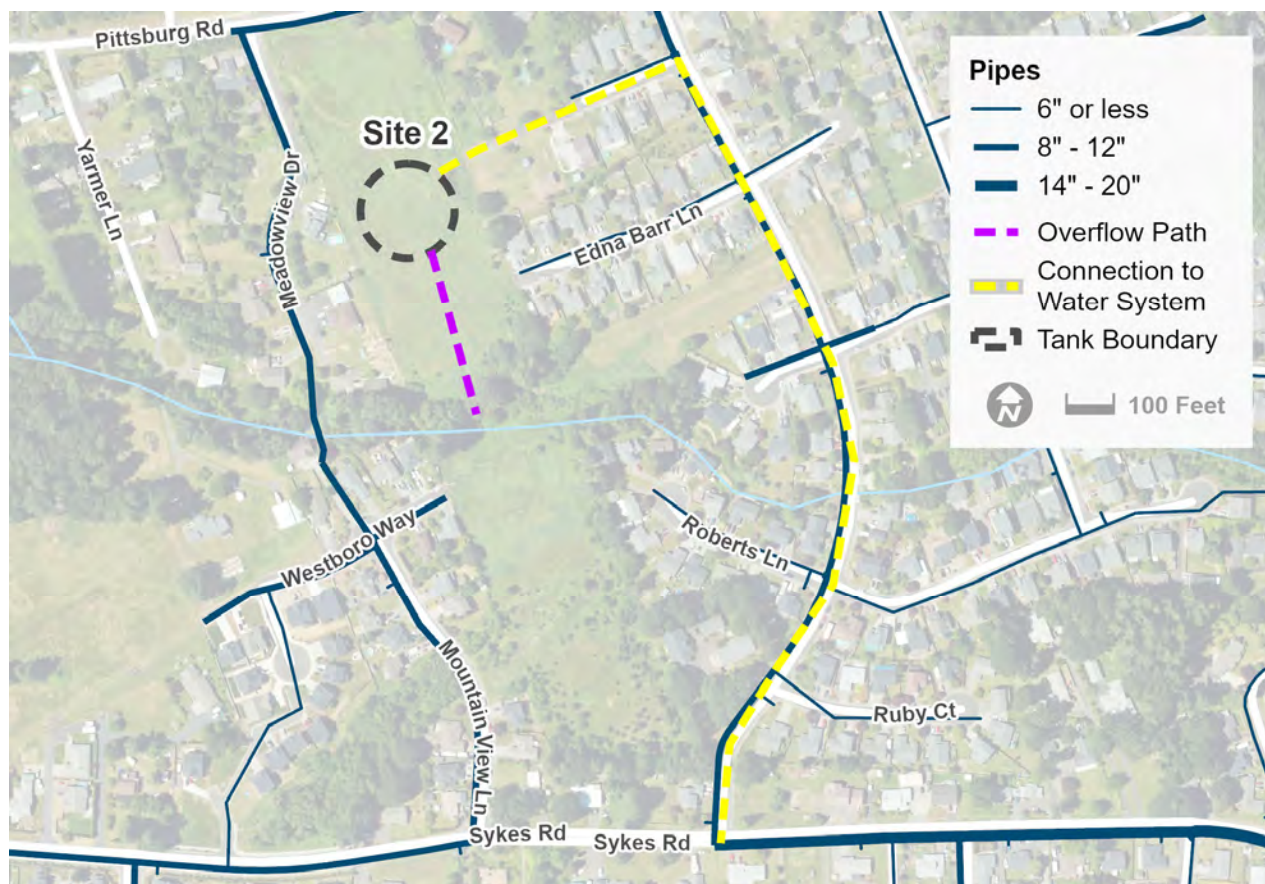 Pittsburg Rd
Yarmer Ln
Meadowview Dr
Site 2
Edna Barr Ln
Westboro Way
Mountain View Ln
Roberts Ln
Ruby Ct
Sykes Rd
Sykes Rd
Pipes
6" or less
8" - 12"
14" - 20"
Overflow Path
Connection to
Water System
Tank Boundary
N
100 Feet